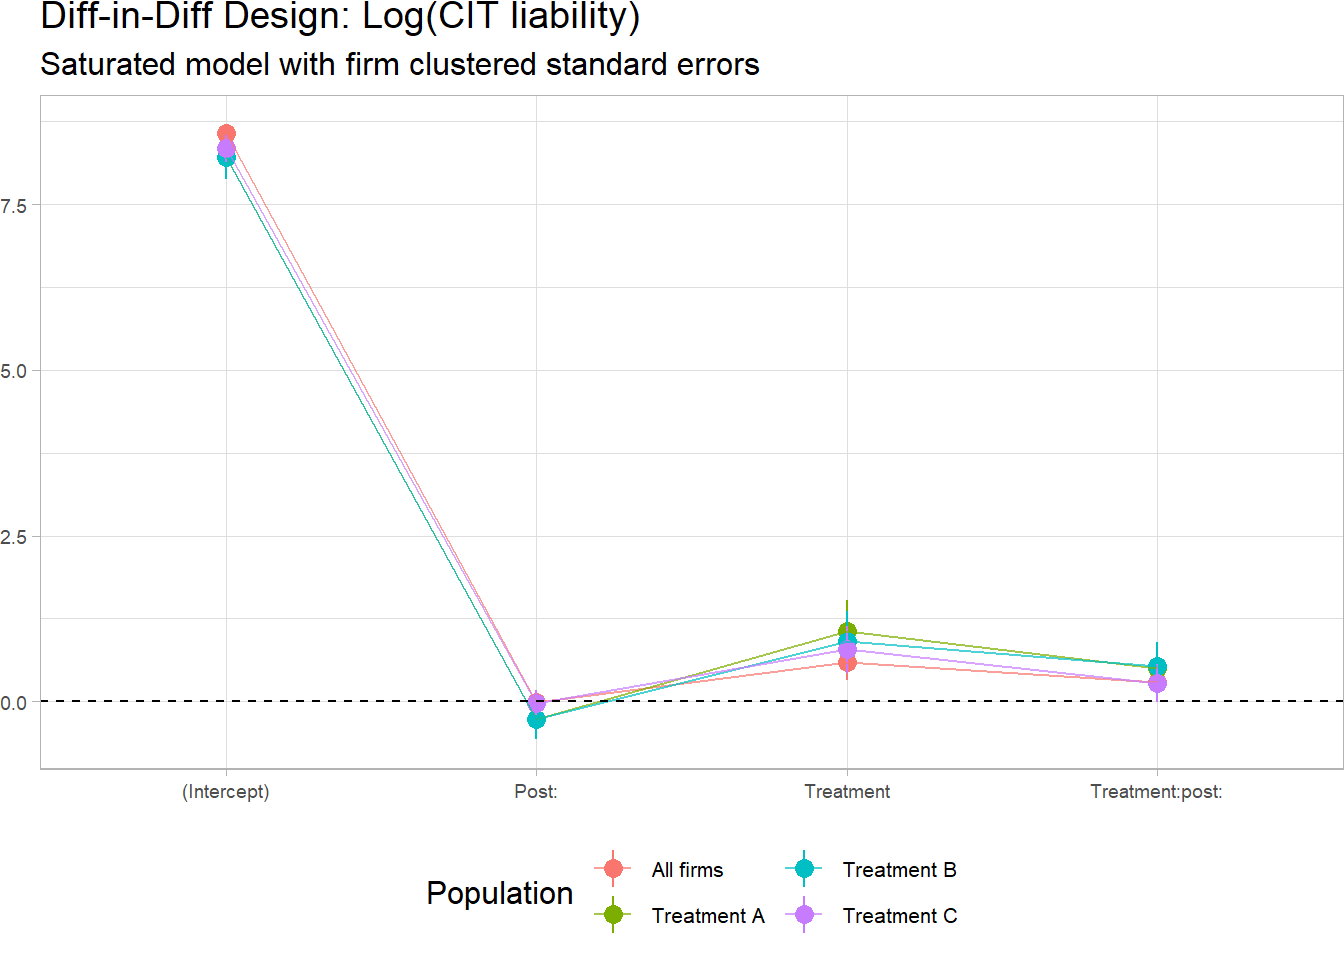 Diff-in-Diff Design: Log(CIT liability)
Saturated model with firm clustered standard errors
7.5
5.0
2.5
0.0
(Intercept)
Post:
Treatment
Treatment:post:
Population
All firms
Treatment B
Treatment A
Treatment C